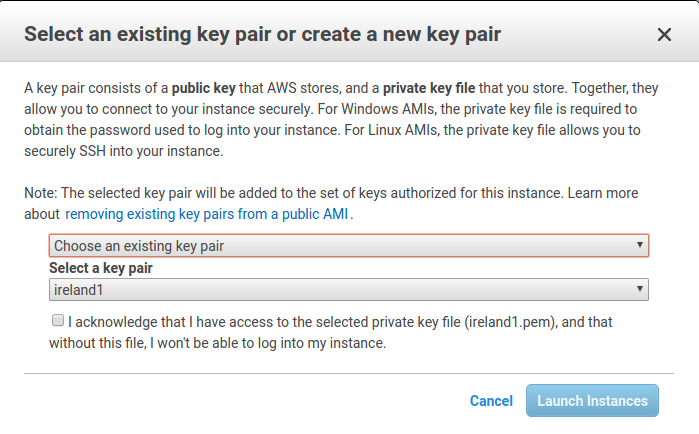 Select an existing key pair or create a new key pair
A key pair consists of a public key that AWS stores, and a private key file that you store. Together, they
allow you to connect to your instance securely. For Windows AMIs, the private key file is required to
obtain the password used to log into your instance. For Linux AMIs, the private key file allows you to
securely SSH into your instance.
Note: The selected key pair will be added to the set of keys authorized for this instance. Learn more
about removing existing key pairs from a public AMI.
Choose an existing key pair
Select a key pair
ireland1
I acknowledge that I have access to the selected private key file (ireland1.pem), and that
without this file, I won't be able to log into my instance.
Cancel Launch Instances